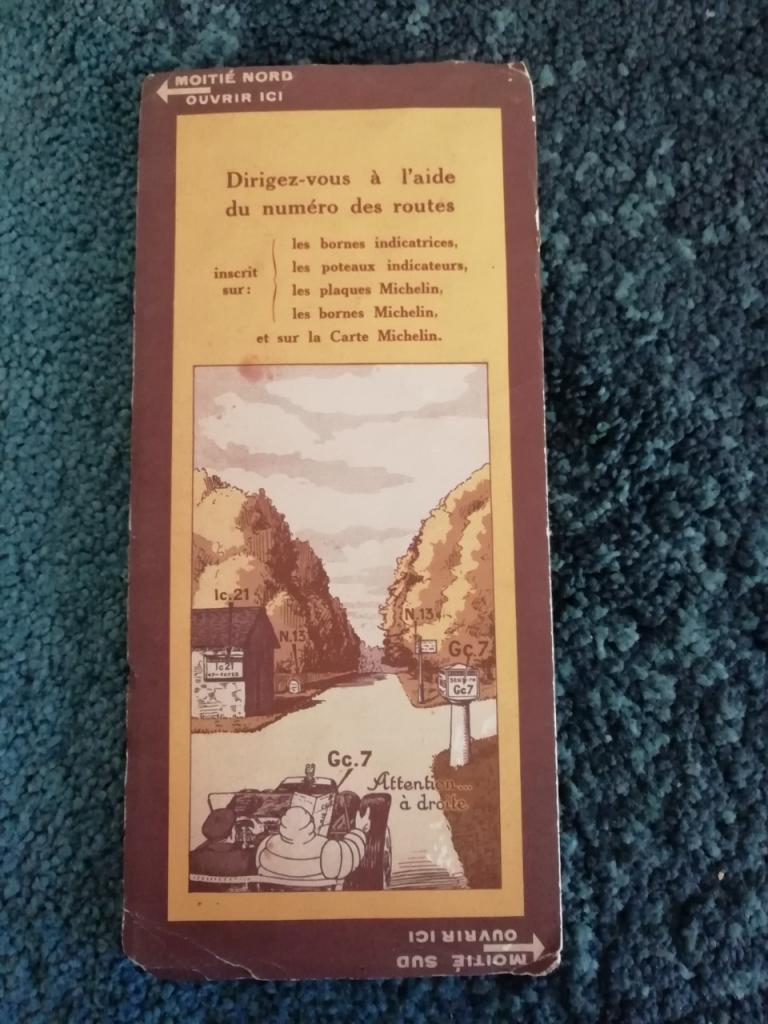 MOITIÉ NORD
OUVRIR ICI
Dirigez-vous à l'aide
du numéro des routes
inscrit sur:
les bornes indicatrices,
les poteaux indicateurs,
les plaques Michelin,
les bornes Michelin,
et sur la Carte Michelin.
Ic.21
N.13
N.13
Gc.7
Ic21
Gc7
Gc.7
Attention...
à droite
MOITIÉ SUD
OUVRIR ICI